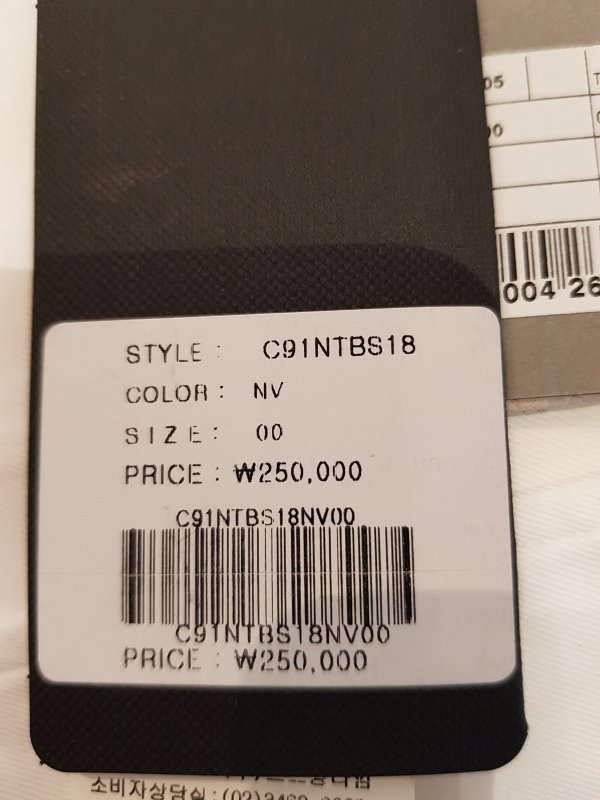 STYLE : C91NTBS18
COLOR : NV
SIZE : 00
PRICE : ₩250,000
C91NTBS18NV00
C91NTBS18NV00
PRICE : ₩250,000
004 26
소비자상담실 : (02)